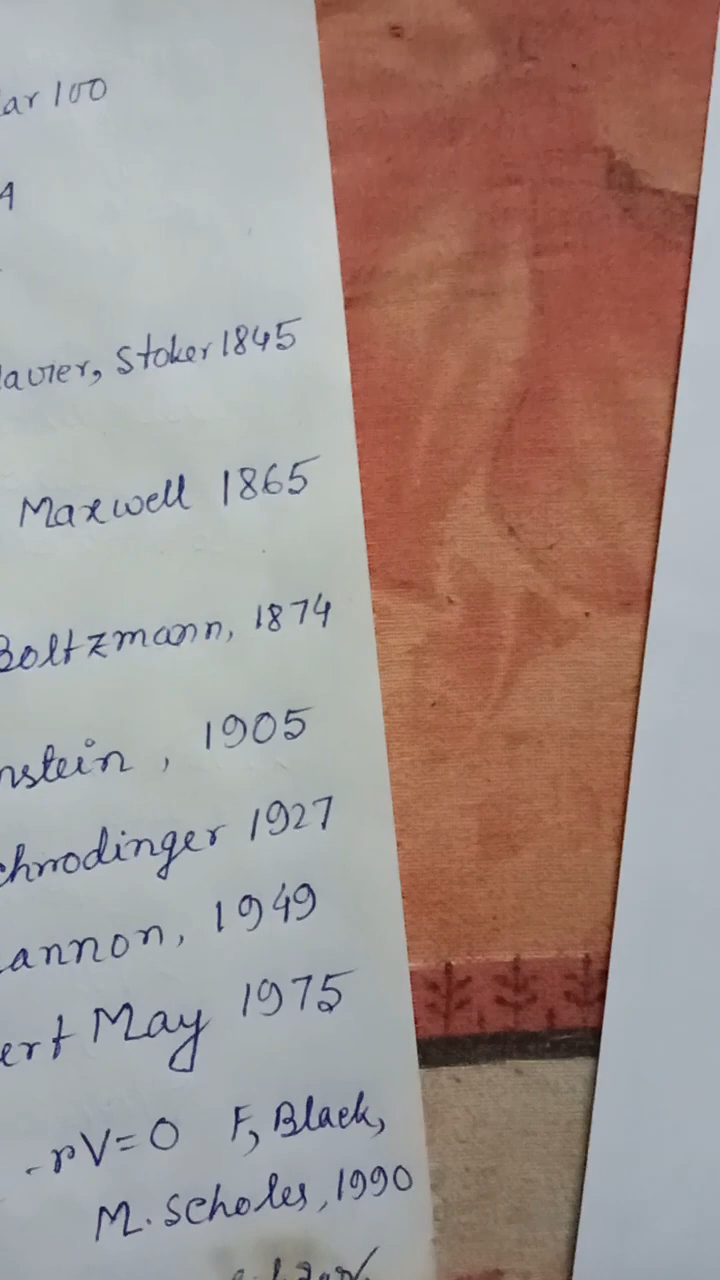 ar 100
A
avier, Stoker 1845
Maxwell 1865
Boltzmann, 1874
nstein, 1905
chrodinger 1927
annon, 1949
ert May 1975
-rV=0 F, Black,
M. Scholes, 1990